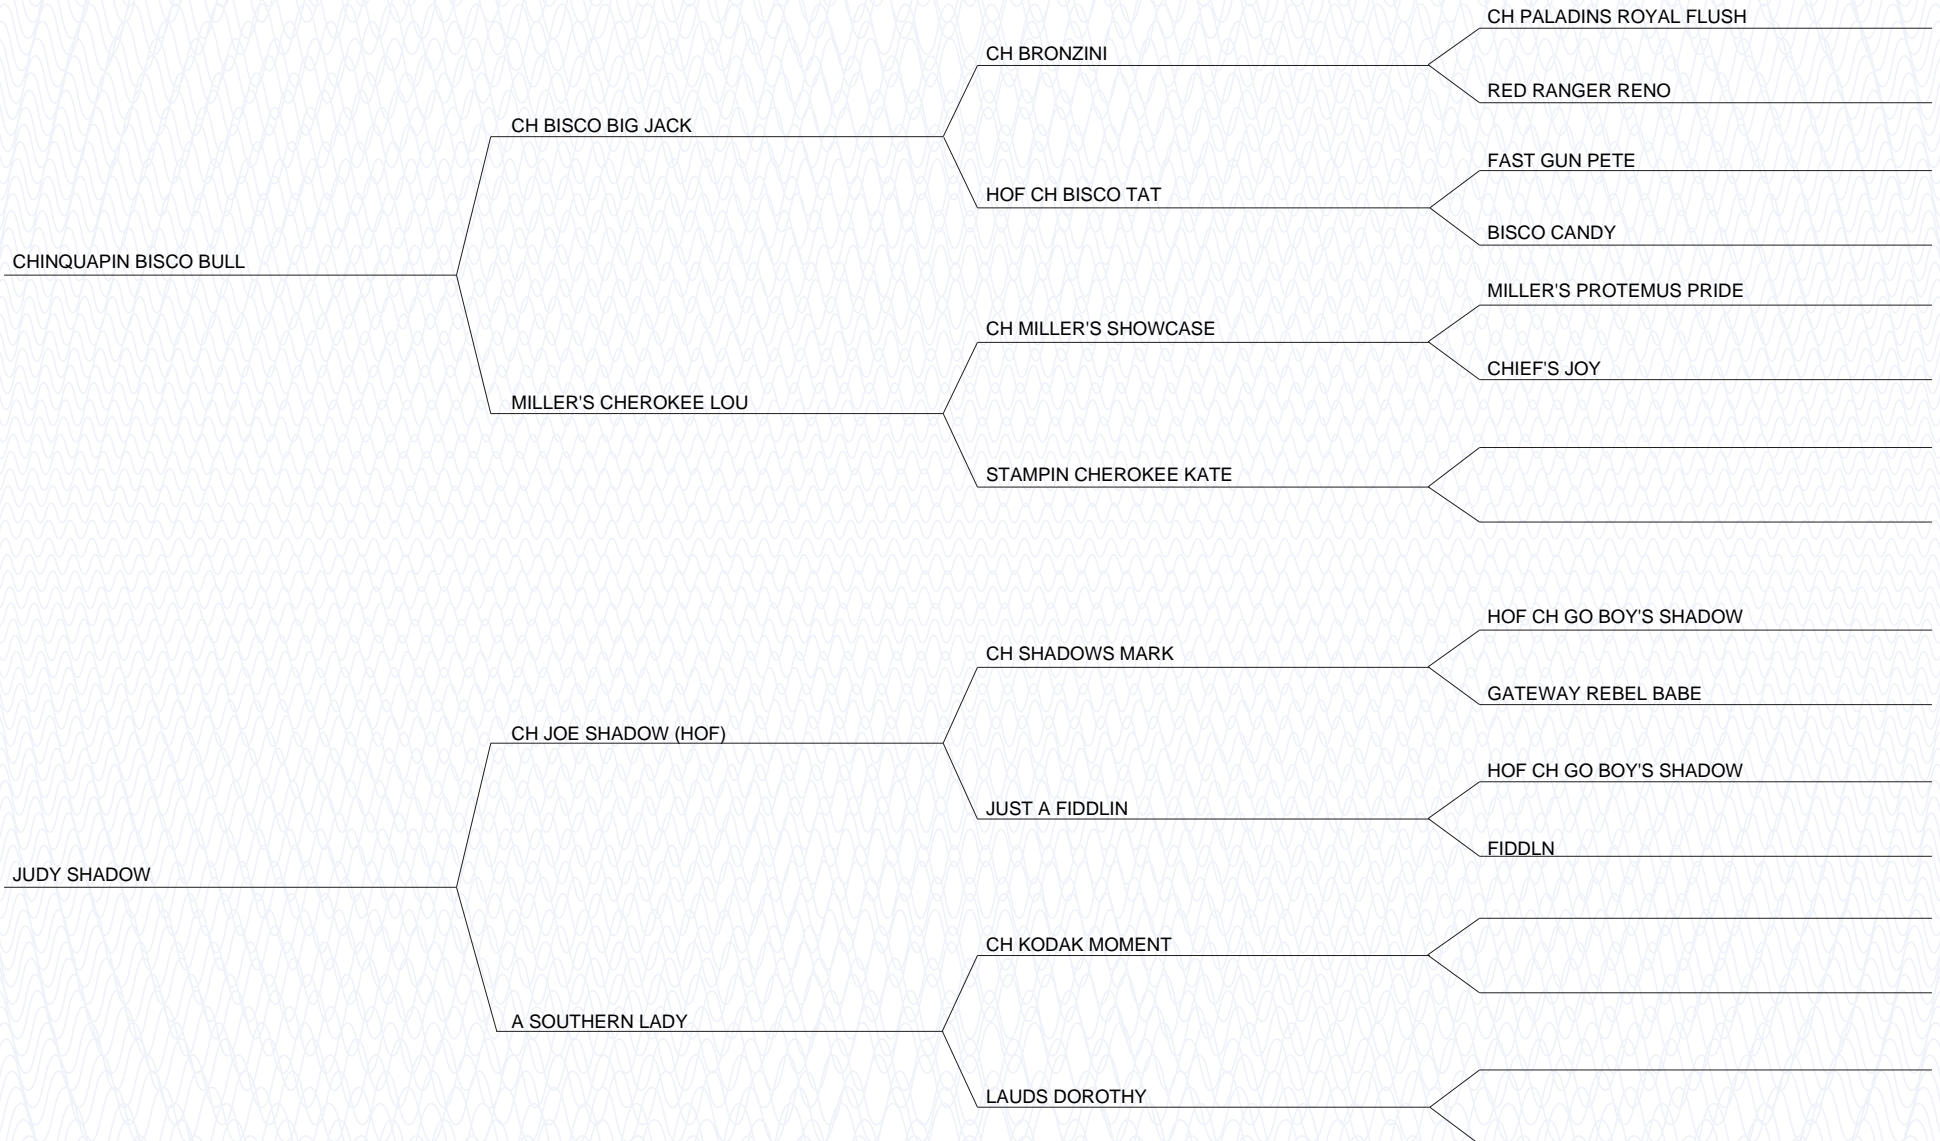 CH PALADINS ROYAL FLUSH
CH BRONZINI
RED RANGER RENO
CH BISCO BIG JACK
FAST GUN PETE
HOF CH BISCO TAT
BISCO CANDY
CHINQUAPIN BISCO BULL
MILLER'S PROTEMUS PRIDE
CH MILLER'S SHOWCASE
CHIEF'S JOY
MILLER'S CHEROKEE LOU
STAMPIN CHEROKEE KATE
HOF CH GO BOY'S SHADOW
CH SHADOWS MARK
GATEWAY REBEL BABE
CH JOE SHADOW (HOF)
HOF CH GO BOY'S SHADOW
JUST A FIDDLIN
FIDDLN
JUDY SHADOW
CH KODAK MOMENT
A SOUTHERN LADY
LAUDS DOROTHY